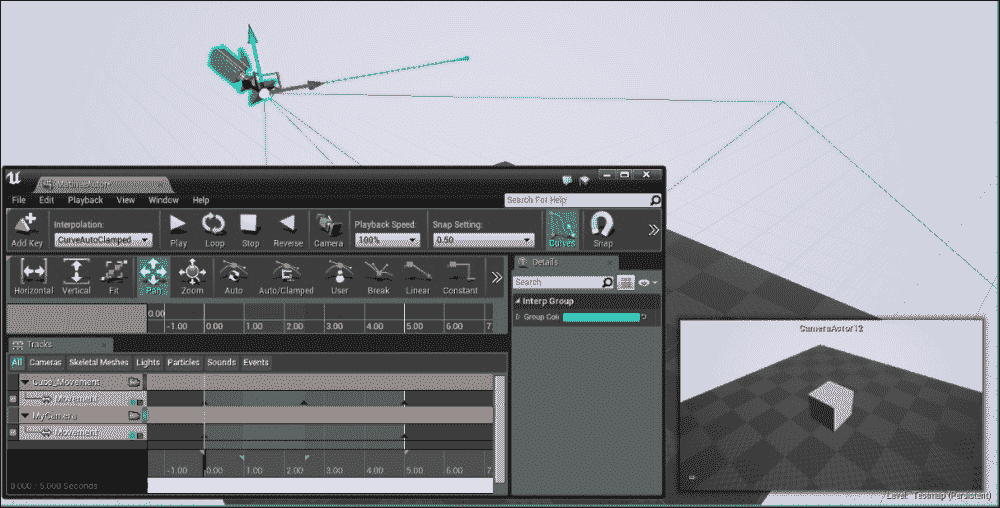 MatineeActor*
File Edit Playback View Window Help
Search For Help
Interpolation:
Playback Speed:
Snap Setting:
CurveAutoClamped
100%
0.50
Add Key Play Loop Stop Reverse Camera Curves Snap
Horizontal Vertical Fit Pan Zoom Auto Auto/Clamped User Break Linear Constant
Details
Search
Interp Group
Group Colo
0.00
-1.00 0.00 1.00 2.00 3.00 4.00 5.00 6.00 7.
Tracks
All Cameras Skeletal Meshes Lights Particles Sounds Events
Cube_Movement
Movement
MyCamera
Movement
-1.00 0.00 1.00 2.00 3.00 4.00 5.00 6.00 7.
0.000 - 5.000 Seconds
CameraActor12
Level: Testmap (Persistent)